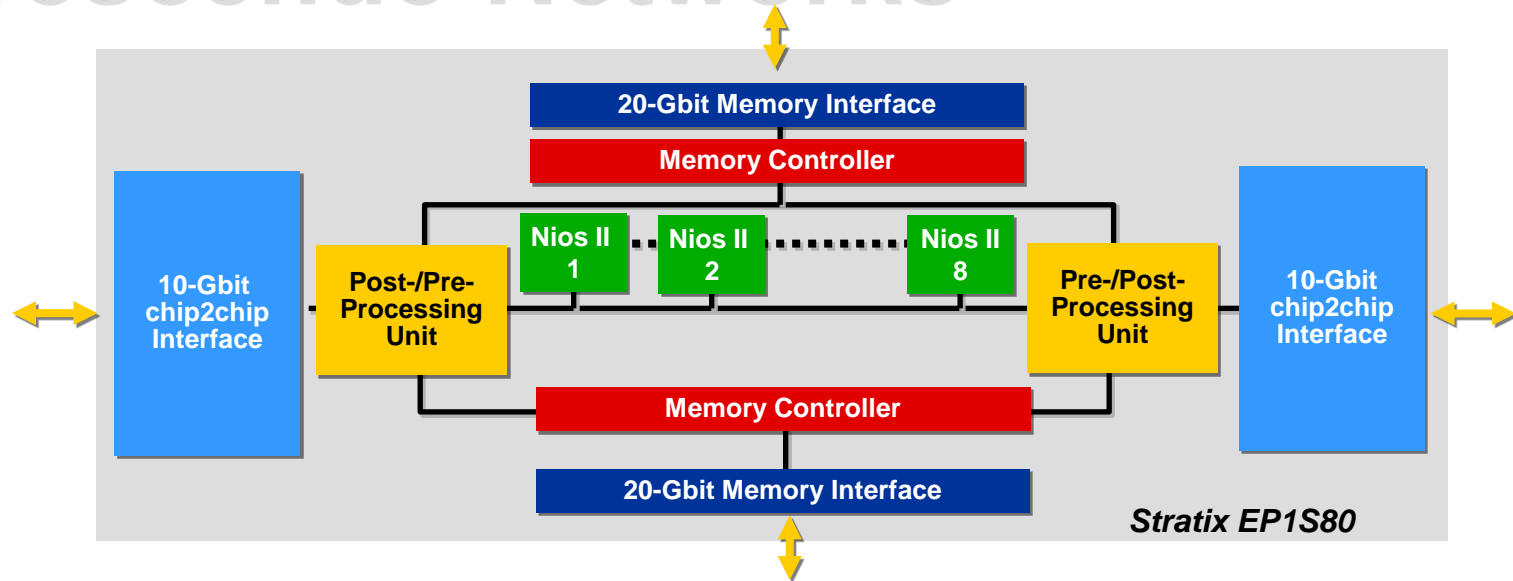 20-Gbit Memory Interface
Memory Controller
Nios II
1
Nios II
2
Nios II
8
10-Gbit
chip2chip
Interface
Post-/Pre-
Processing
Unit
Pre-/Post-
Processing
Unit
10-Gbit
chip2chip
Interface
Memory Controller
20-Gbit Memory Interface
Stratix EP1S80